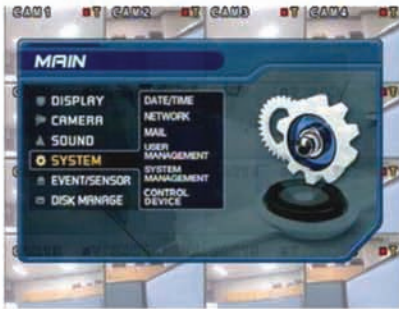 CAM1 T CAM2 T CAM3 T CAM4 T
MAIN
DISPLAY
CAMERA
SOUND
SYSTEM
EVENT/SENSOR
DISK MANAGE
DATE/TIME
NETWORK
MAIL
USER
MANAGEMENT
SYSTEM
MANAGEMENT
CONTROL
DEVICE
T
T